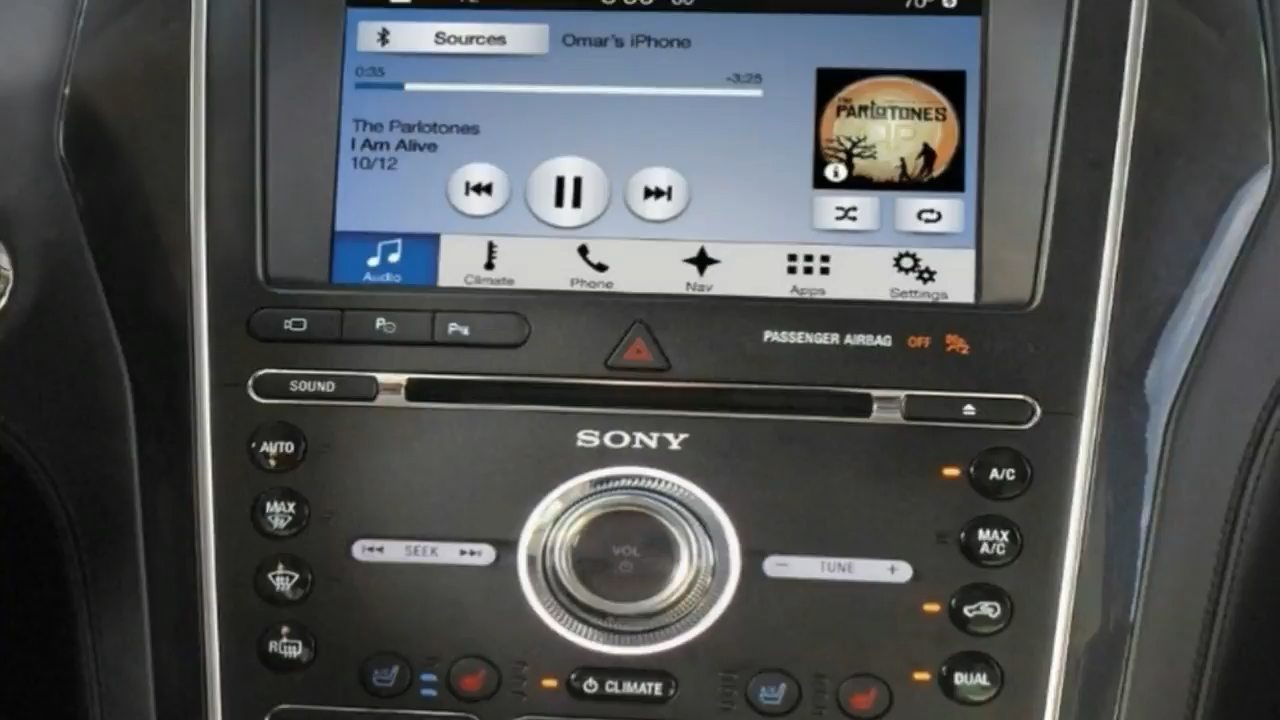 Sources
Omar's iPhone
0:35
-3:25
The Parlotones
I Am Alive
10/12
THE
PARLOTONES
Audio
Climate
Phone
Nav
Apps
Settings
PASSENGER AIRBAG OFF
SOUND
SONY
AUTO
A/C
MAX
MAX
A/C
SEEK
VOL
TUNE
R
CLIMATE
DUAL